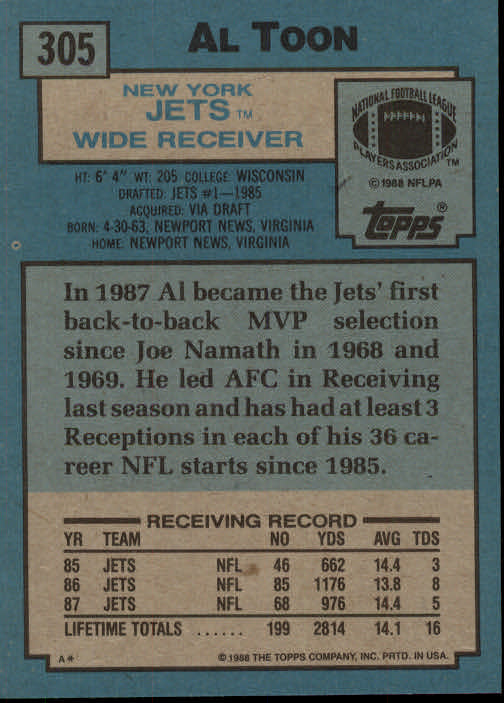 305
AL TOON
NEW YORK
JETS™
WIDE RECEIVER
NATIONAL FOOTBALL LEAGUE
PLAYERS ASSOCIATION™
©1988 NFLPA
topps®
HT: 6' 4" WT: 205 COLLEGE: WISCONSIN
DRAFTED: JETS #1—1985
ACQUIRED: VIA DRAFT
BORN: 4-30-63, NEWPORT NEWS, VIRGINIA
HOME: NEWPORT NEWS, VIRGINIA
In 1987 Al became the Jets' first
back-to-back MVP selection
since Joe Namath in 1968 and
1969. He led AFC in Receiving
last season and has had at least 3
Receptions in each of his 36 ca-
reer NFL starts since 1985.
RECEIVING RECORD
YR TEAM NO YDS AVG TDS
85 JETS NFL 46 662 14.4 3
86 JETS NFL 85 1176 13.8 8
87 JETS NFL 68 976 14.4 5
LIFETIME TOTALS ...... 199 2814 14.1 16
A* ©1988 THE TOPPS COMPANY, INC. PRTD. IN USA.